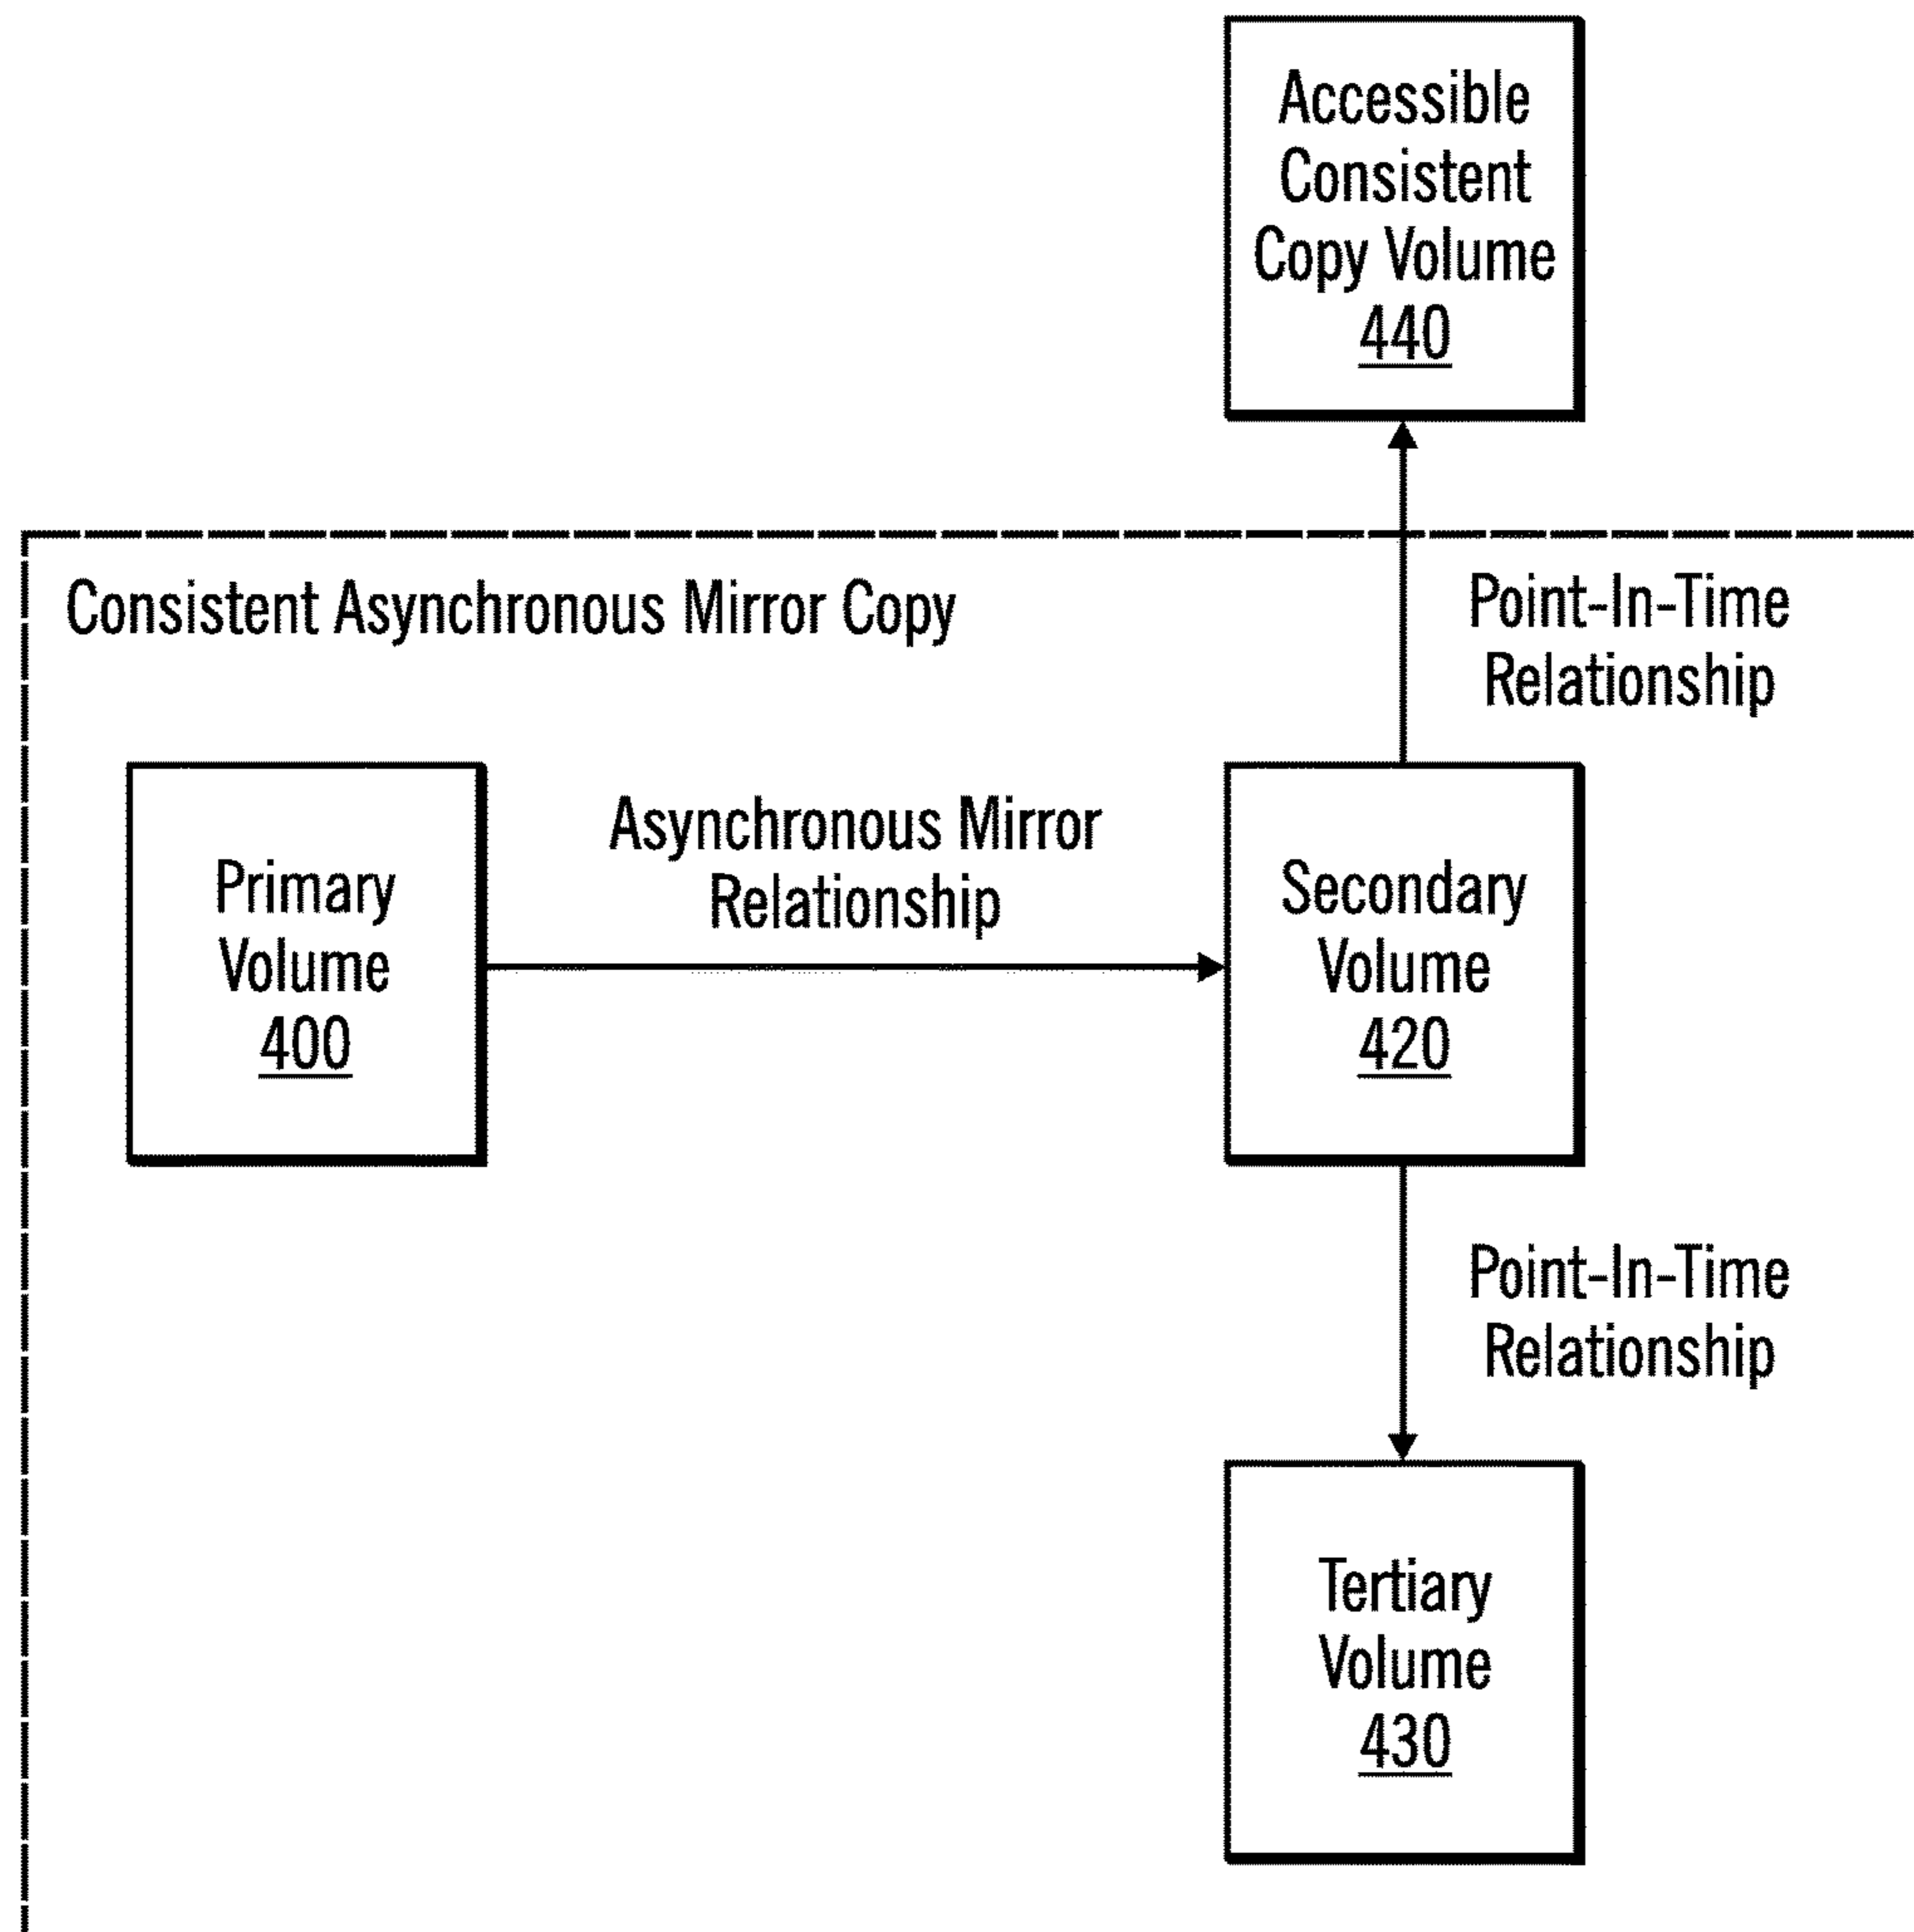 Accessible
Consistent
Copy Volume
440
Consistent Asynchronous Mirror Copy
Point-In-Time
Relationship
Primary
Volume
400
Asynchronous Mirror
Relationship
Secondary
Volume
420
Point-In-Time
Relationship
Tertiary
Volume
430